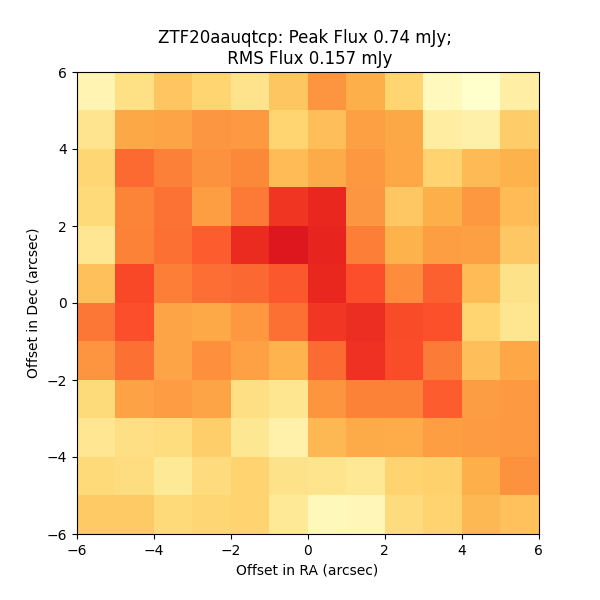 ZTF20aauqtcp: Peak Flux 0.74 mJy;
RMS Flux 0.157 mJy
6
4
2
0
−2
−4
−6
Offset in Dec (arcsec)
−6 −4 −2 0 2 4 6
Offset in RA (arcsec)